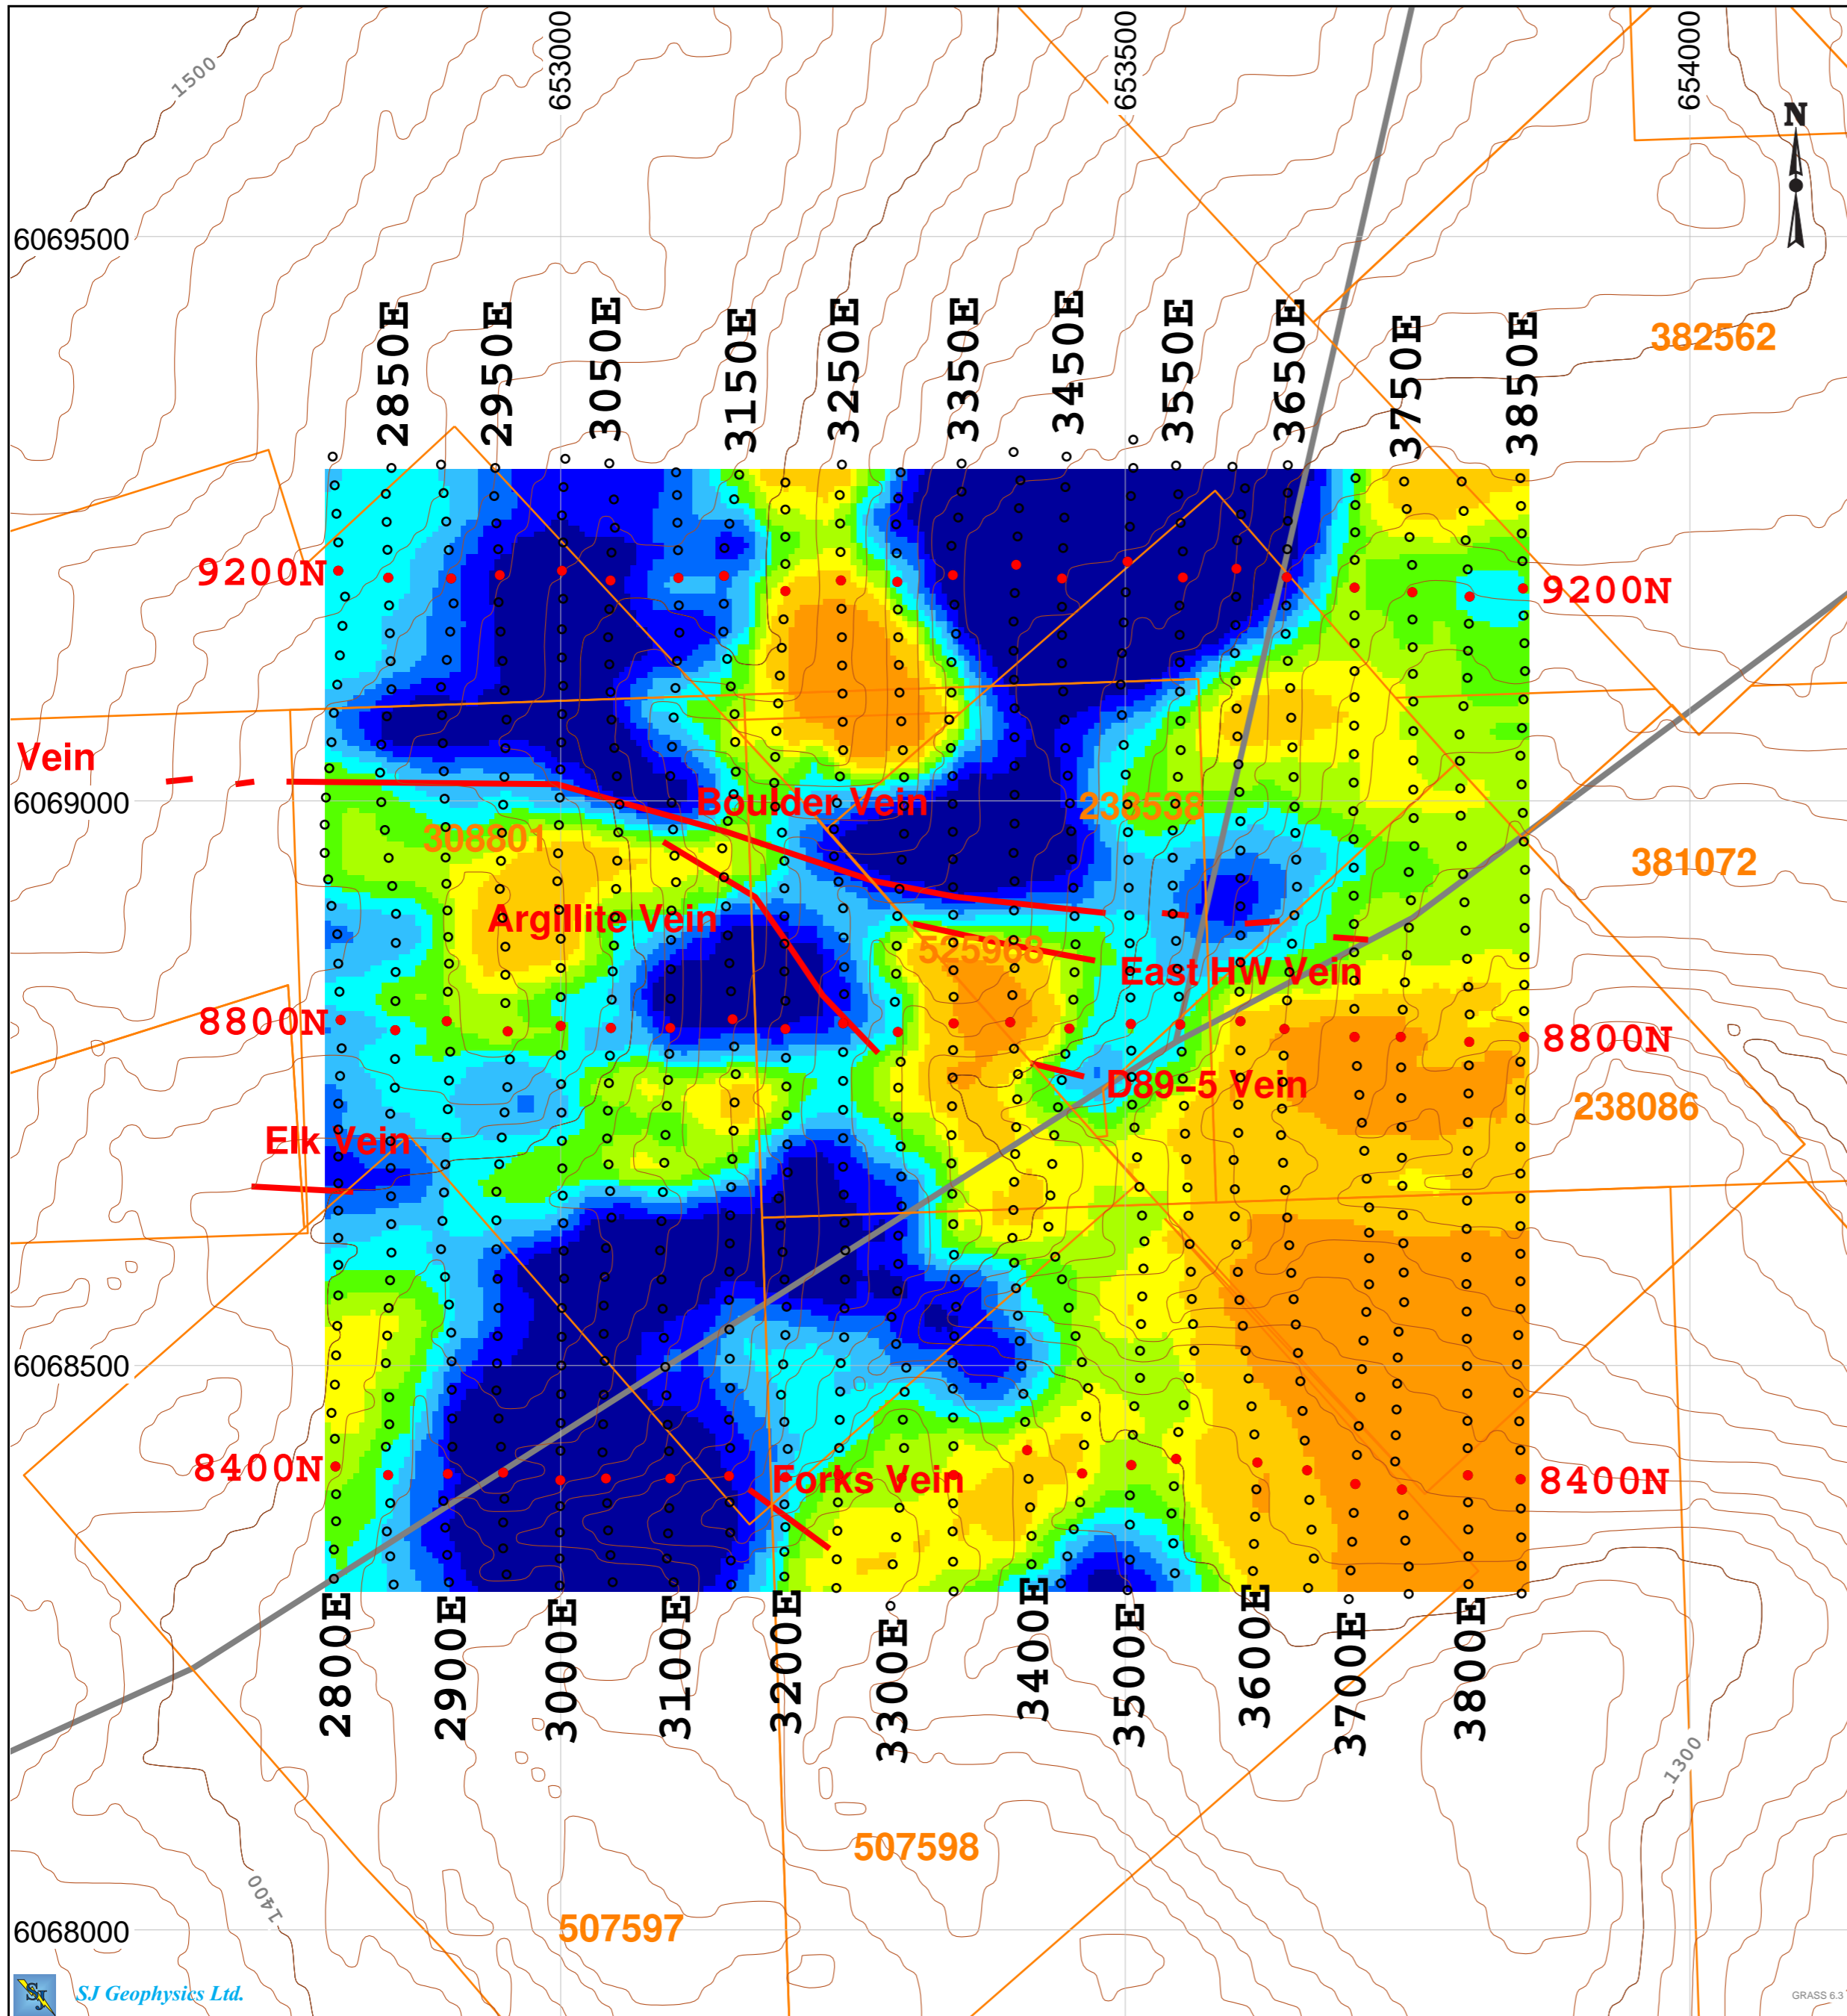 1500
653000
653500
654000
N
6069500
382562
2850E
2950E
3050E
3150E
3250E
3350E
3450E
3550E
3650E
3750E
3850E
9200N
9200N
Vein
6069000
Boulder Vein
233538
308801
381072
Argillite Vein
525968
East HW Vein
8800N
8800N
D89-5 Vein
238086
Elk Vein
6068500
8400N
Forks Vein
8400N
2800E
2900E
3000E
3100E
3200E
3300E
3400E
3500E
3600E
3700E
3800E
1300
507598
1400
507597
6068000
SJ
SJ Geophysics Ltd.
GRASS 6.3